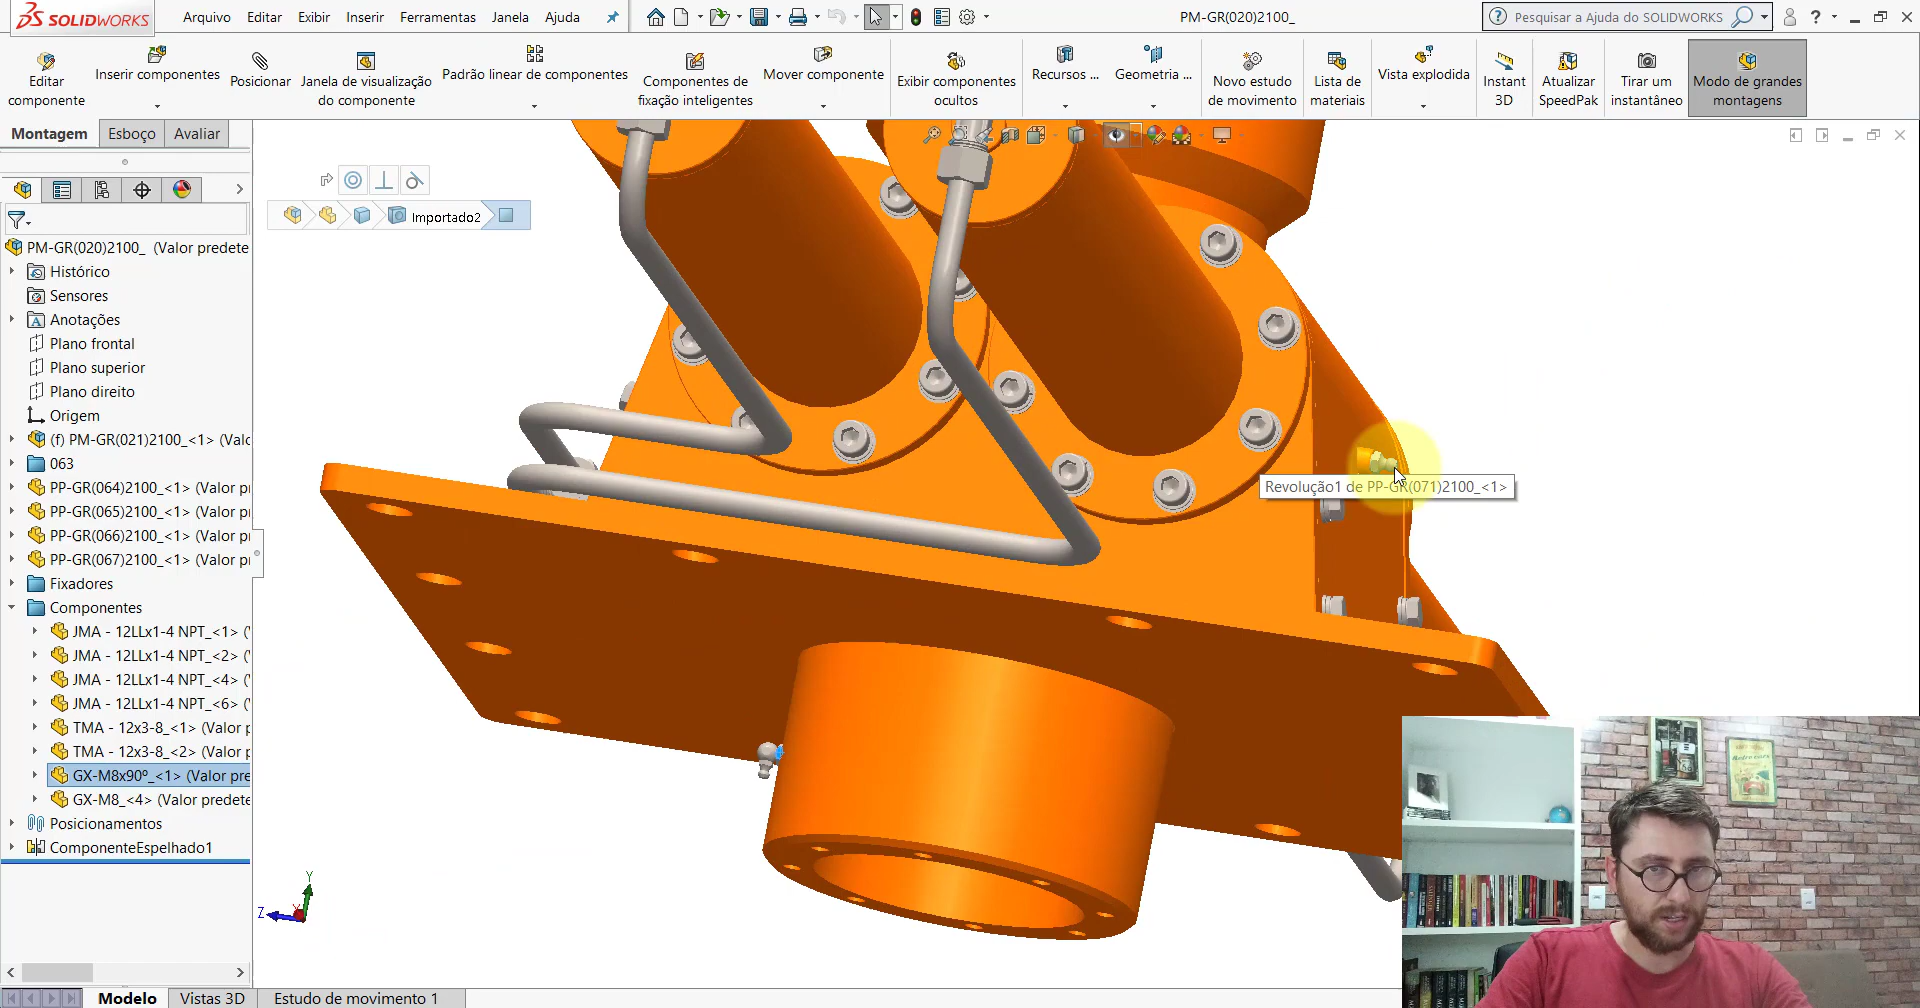 SOLIDWORKS
Arquivo Editar Exibir Inserir Ferramentas Janela Ajuda
PM-GR(020)2100_
Pesquisar a Ajuda do SOLIDWORKS
Editar componente
Inserir componentes
Posicionar
Janela de visualização do componente
Padrão linear de componentes
Componentes de fixação inteligentes
Mover componente
Exibir componentes ocultos
Recursos ...
Geometria ...
Novo estudo de movimento
Lista de materiais
Vista explodida
Instant 3D
Atualizar SpeedPak
Tirar um instantâneo
Modo de grandes montagens
Montagem Esboço Avaliar
Importado2
PM-GR(020)2100_ (Valor predete
Histórico
Sensores
Anotações
Plano frontal
Plano superior
Plano direito
Origem
(f) PM-GR(021)2100_<1> (Valo
063
PP-GR(064)2100_<1> (Valor p
PP-GR(065)2100_<1> (Valor p
PP-GR(066)2100_<1> (Valor p
PP-GR(067)2100_<1> (Valor p
Fixadores
Componentes
JMA - 12LLx1-4 NPT_<1> (V
JMA - 12LLx1-4 NPT_<2> (V
JMA - 12LLx1-4 NPT_<4> (V
JMA - 12LLx1-4 NPT_<6> (V
TMA - 12x3-8_<1> (Valor p
TMA - 12x3-8_<2> (Valor p
GX-M8x90º_<1> (Valor pre
GX-M8_<4> (Valor predete
Posicionamentos
ComponenteEspelhado1
Revolução1 de PP-GR(071)2100_<1>
Y
Z
Modelo Vistas 3D Estudo de movimento 1